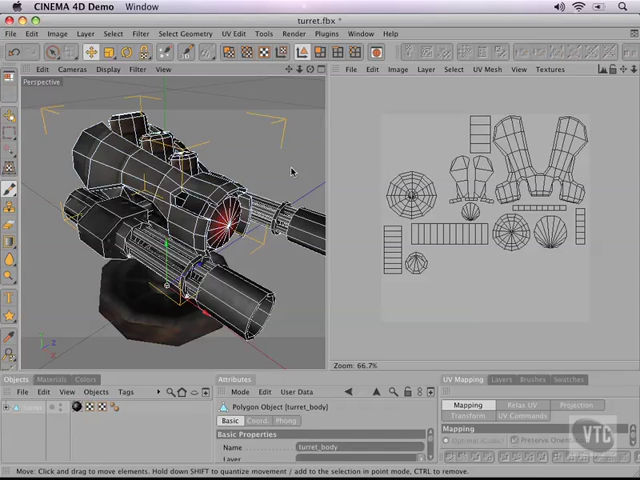 CINEMA 4D Demo Window
turret.fbx *
File Edit Image Layer Select Filter Select Geometry UV Edit Tools Render Plugins Window Help
Edit Cameras Display Filter View
File Edit Image Layer Select UV Mesh View Textures
Perspective
Z
X
Zoom: 66.7%
Objects Materials Colors
File Edit View Objects Tags
turret
Attributes
Mode Edit User Data
Polygon Object [turret_body]
Basic Coord. Phong
Basic Properties
Name turret_body
Layer
UV Mapping Layers Brushes Swatches
Mapping Relax UV Projection
Transform UV Commands
Mapping
Preserve Orientation
VTC
Move: Click and drag to move elements. Hold down SHIFT to quantize movement / add to the selection in point mode, CTRL to remove.